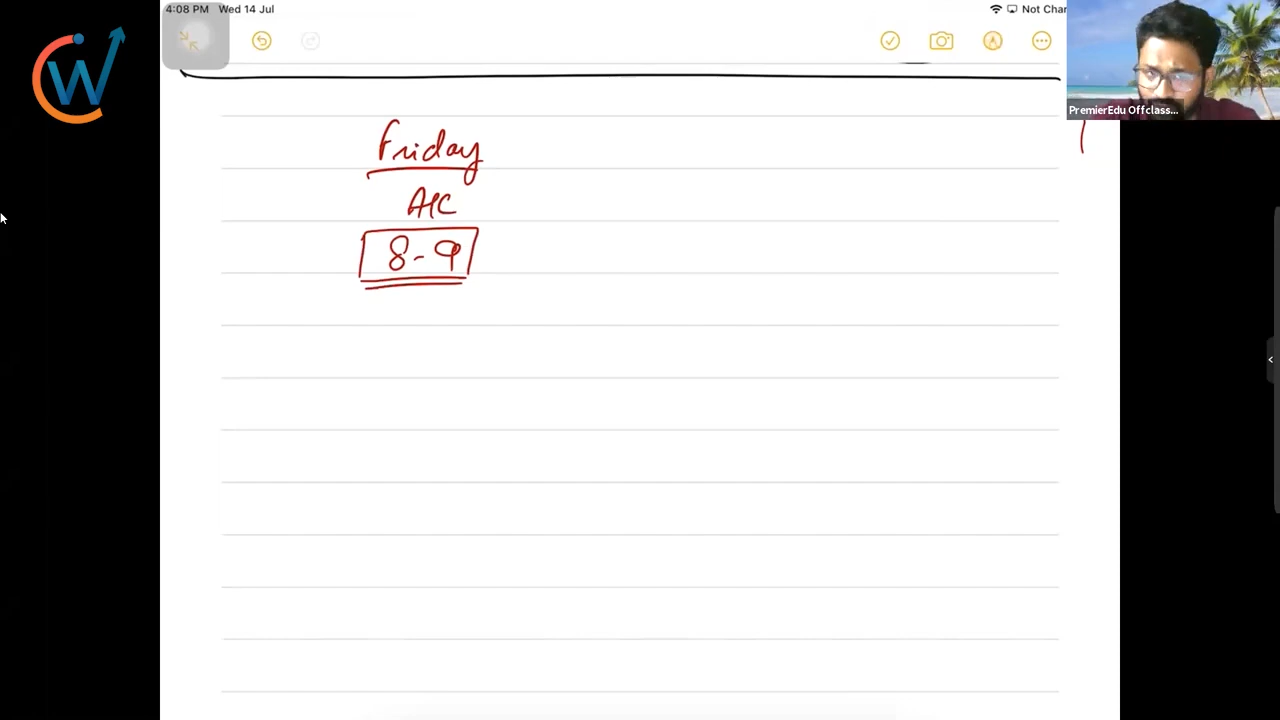 4:08 PM Wed 14 Jul
Not Char
PremierEdu Offclass...
Friday
A/C
8-9
W